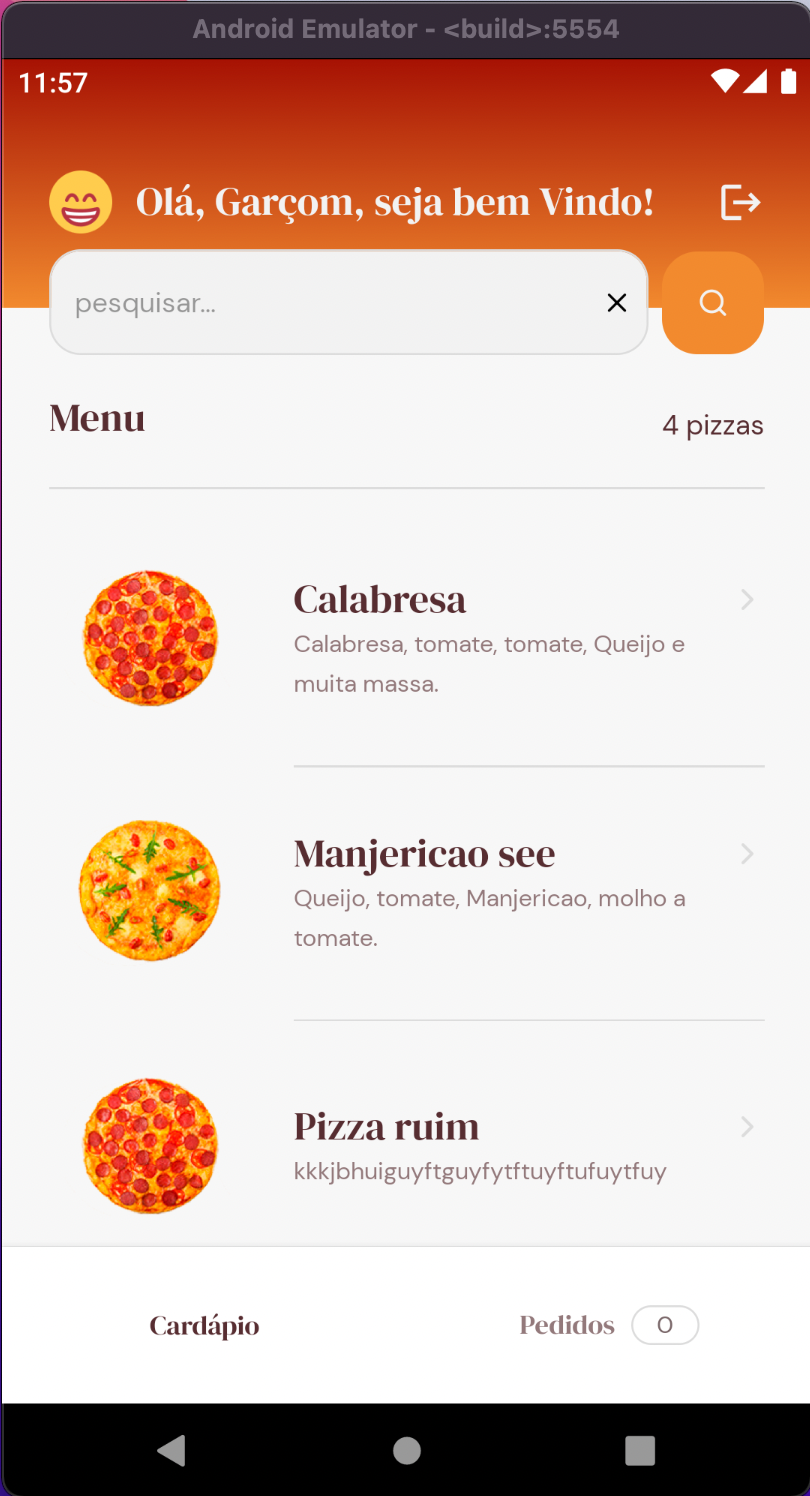 Android Emulator - <build>:5554
11:57
Olá, Garçom, seja bem Vindo!
pesquisar...
Menu
4 pizzas
Calabresa
Calabresa, tomate, tomate, Queijo e
muita massa.
Manjericao see
Queijo, tomate, Manjericao, molho a
tomate.
Pizza ruim
kkkjbhuiguyftguyfytftuyftufuytfuy
Cardápio
Pedidos 0